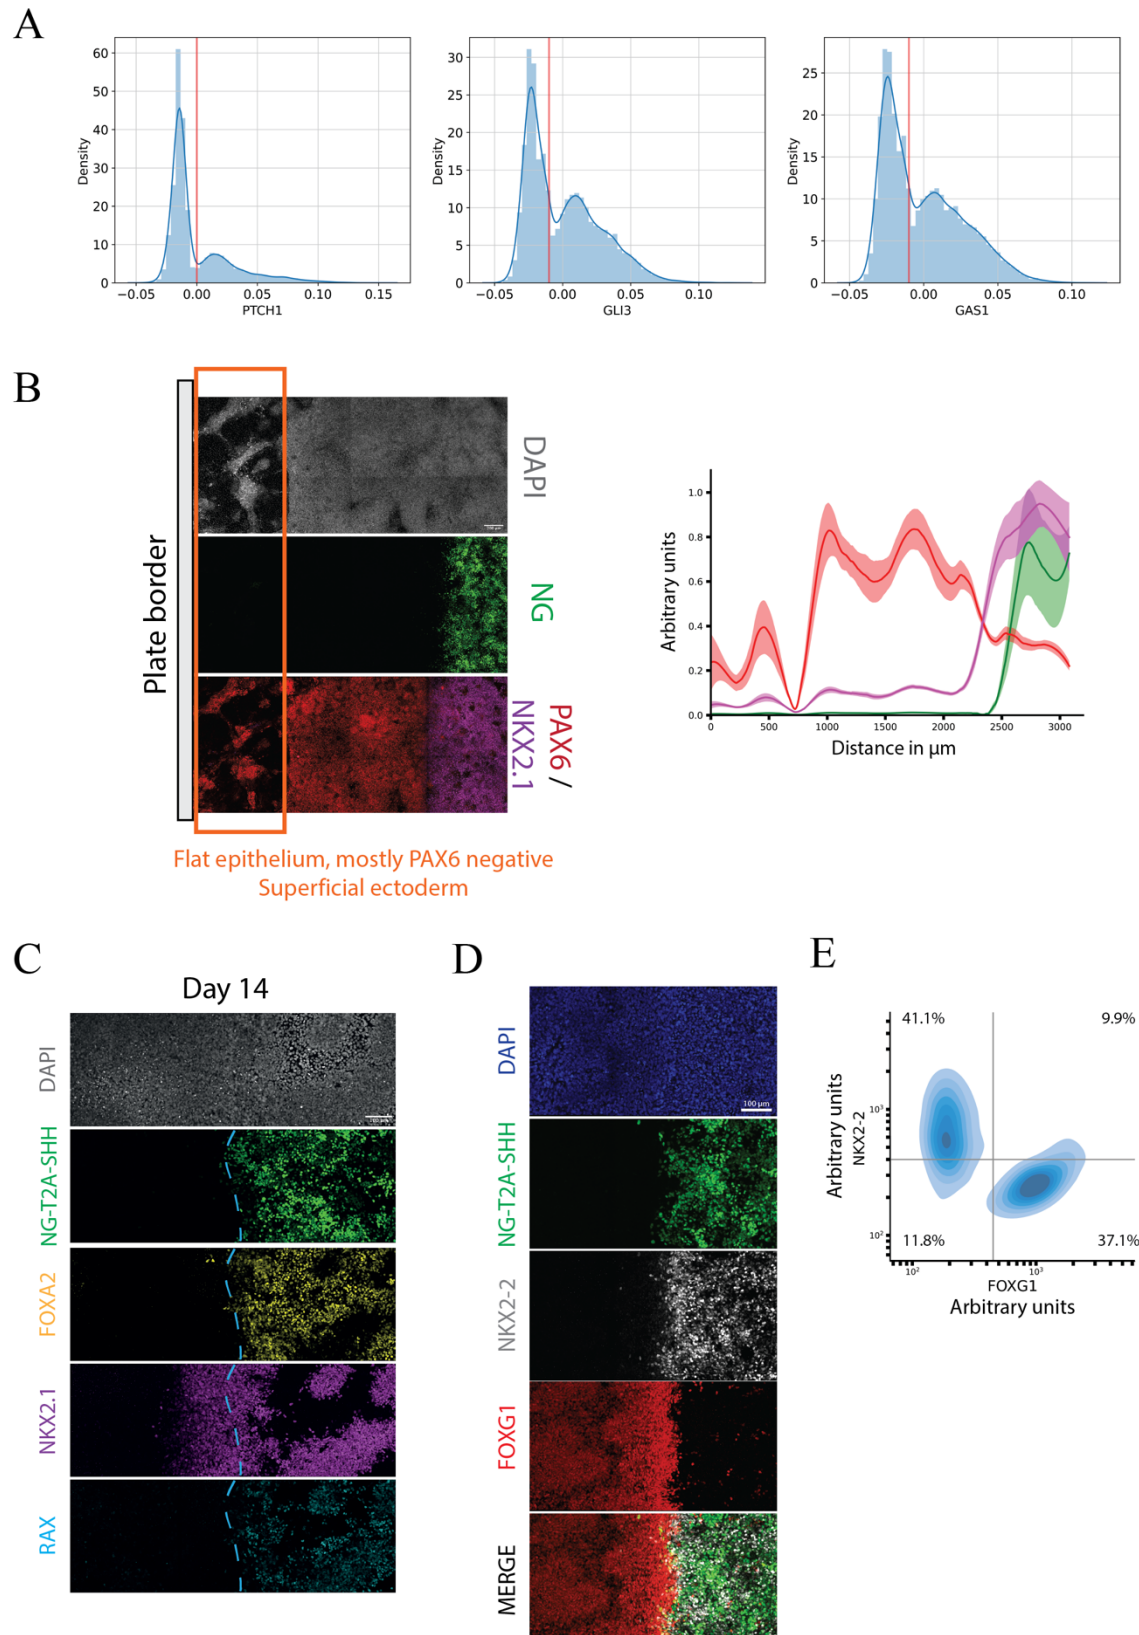 A
60
50
40
30
20
10
0
Density
−0.05
0.00
0.05
0.10
0.15
PTCH1
30
25
20
15
10
5
0
Density
−0.05
0.00
0.05
0.10
GLI3
25
20
15
10
5
0
Density
−0.05
0.00
0.05
0.10
GAS1
B
Plate border
DAPI
NG
PAX6 /
NKX2.1
Flat epithelium, mostly PAX6 negative
Superficial ectoderm
Arbitrary units
1.0
0.8
0.6
0.4
0.2
0.0
0
500
1000
1500
2000
2500
3000
Distance in µm
C
Day 14
DAPI
NG-T2A-SHH
FOXA2
NKX2.1
RAX
D
DAPI
100 µm
NG-T2A-SHH
NKX2-2
FOXG1
MERGE
E
41.1%
9.9%
11.8%
37.1%
Arbitrary units
NKX2-2
10³
10²
10²
10³
FOXG1
Arbitrary units